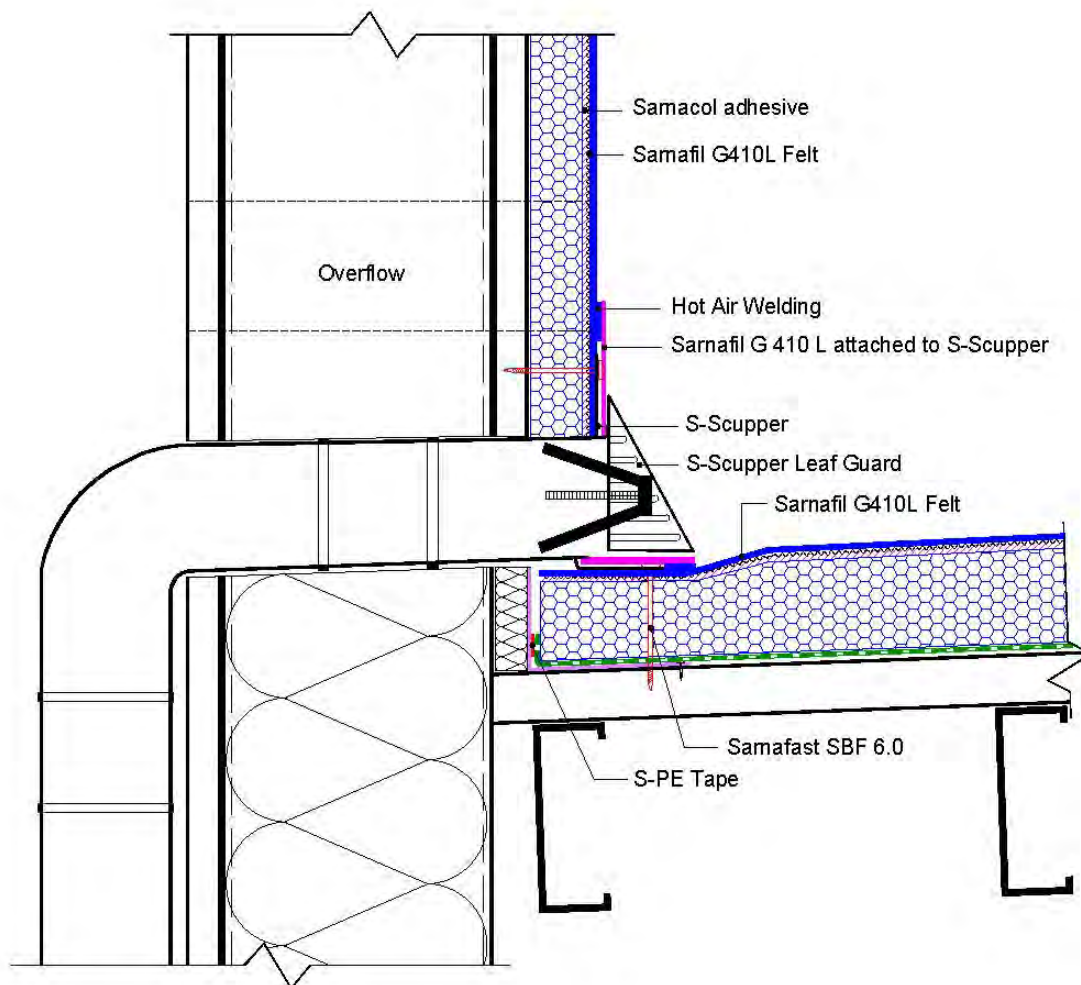 Sarnacol adhesive
Sarnafil G410L Felt
Overflow
Hot Air Welding
Sarnafil G 410 L attached to S-Scupper
S-Scupper
S-Scupper Leaf Guard
Sarnafil G410L Felt
Sarnafast SBF 6.0
S-PE Tape